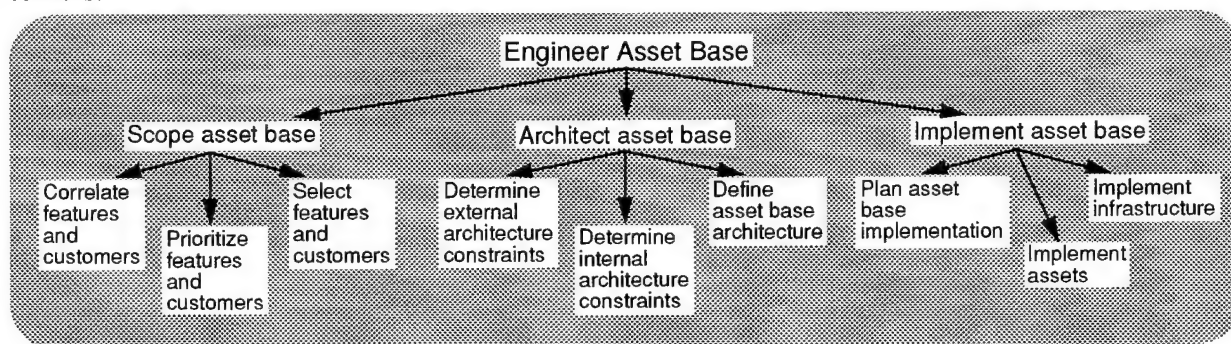 Engineer Asset Base
Scope asset base
Architect asset base
Implement asset base
Correlate
features
and
customers
Prioritize
features
and
customers
Select
features
and
customers
Determine
external
architecture
constraints
Determine
internal
architecture
constraints
Define
asset base
architecture
Plan asset
base
implementation
Implement
assets
Implement
infrastructure